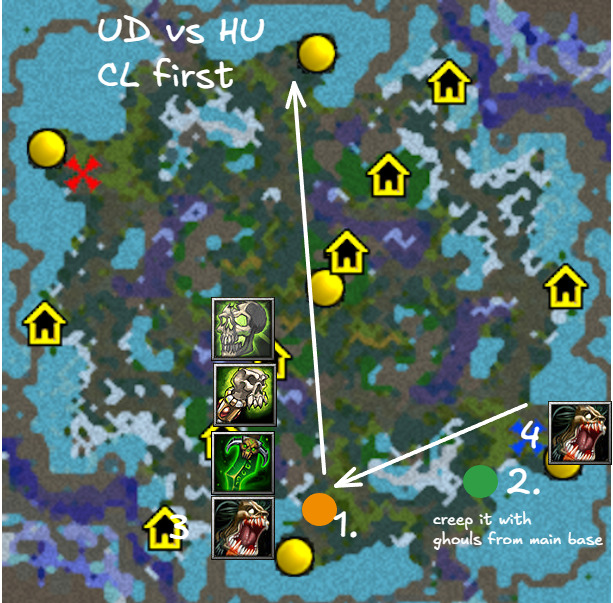 UD vs HU
CL first
4
2.
3
1.
creep it with
ghouls from main base